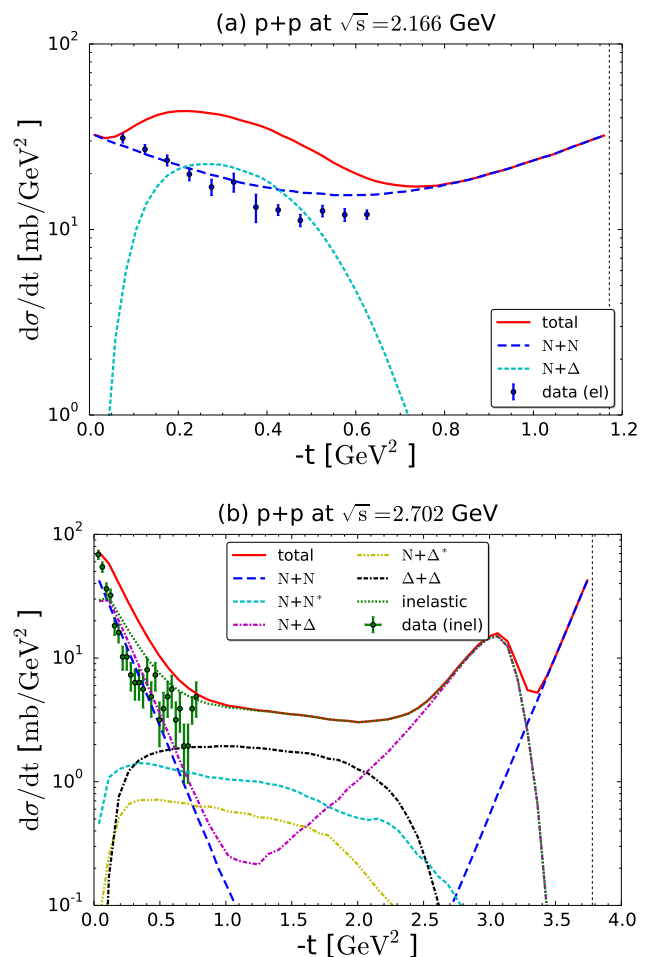 (a) p+p at √s =2.166 GeV
10²
10¹
10⁰
dσ/dt [mb/GeV²]
total
N+N
N+Δ
data (el)
0.0 0.2 0.4 0.6 0.8 1.0 1.2
-t [GeV² ]
(b) p+p at √s =2.702 GeV
10²
10¹
10⁰
10⁻¹
dσ/dt [mb/GeV²]
total
N+N
N+N*
N+Δ
N+Δ*
Δ+Δ
inelastic
data (inel)
0.0 0.5 1.0 1.5 2.0 2.5 3.0 3.5 4.0
-t [GeV² ]